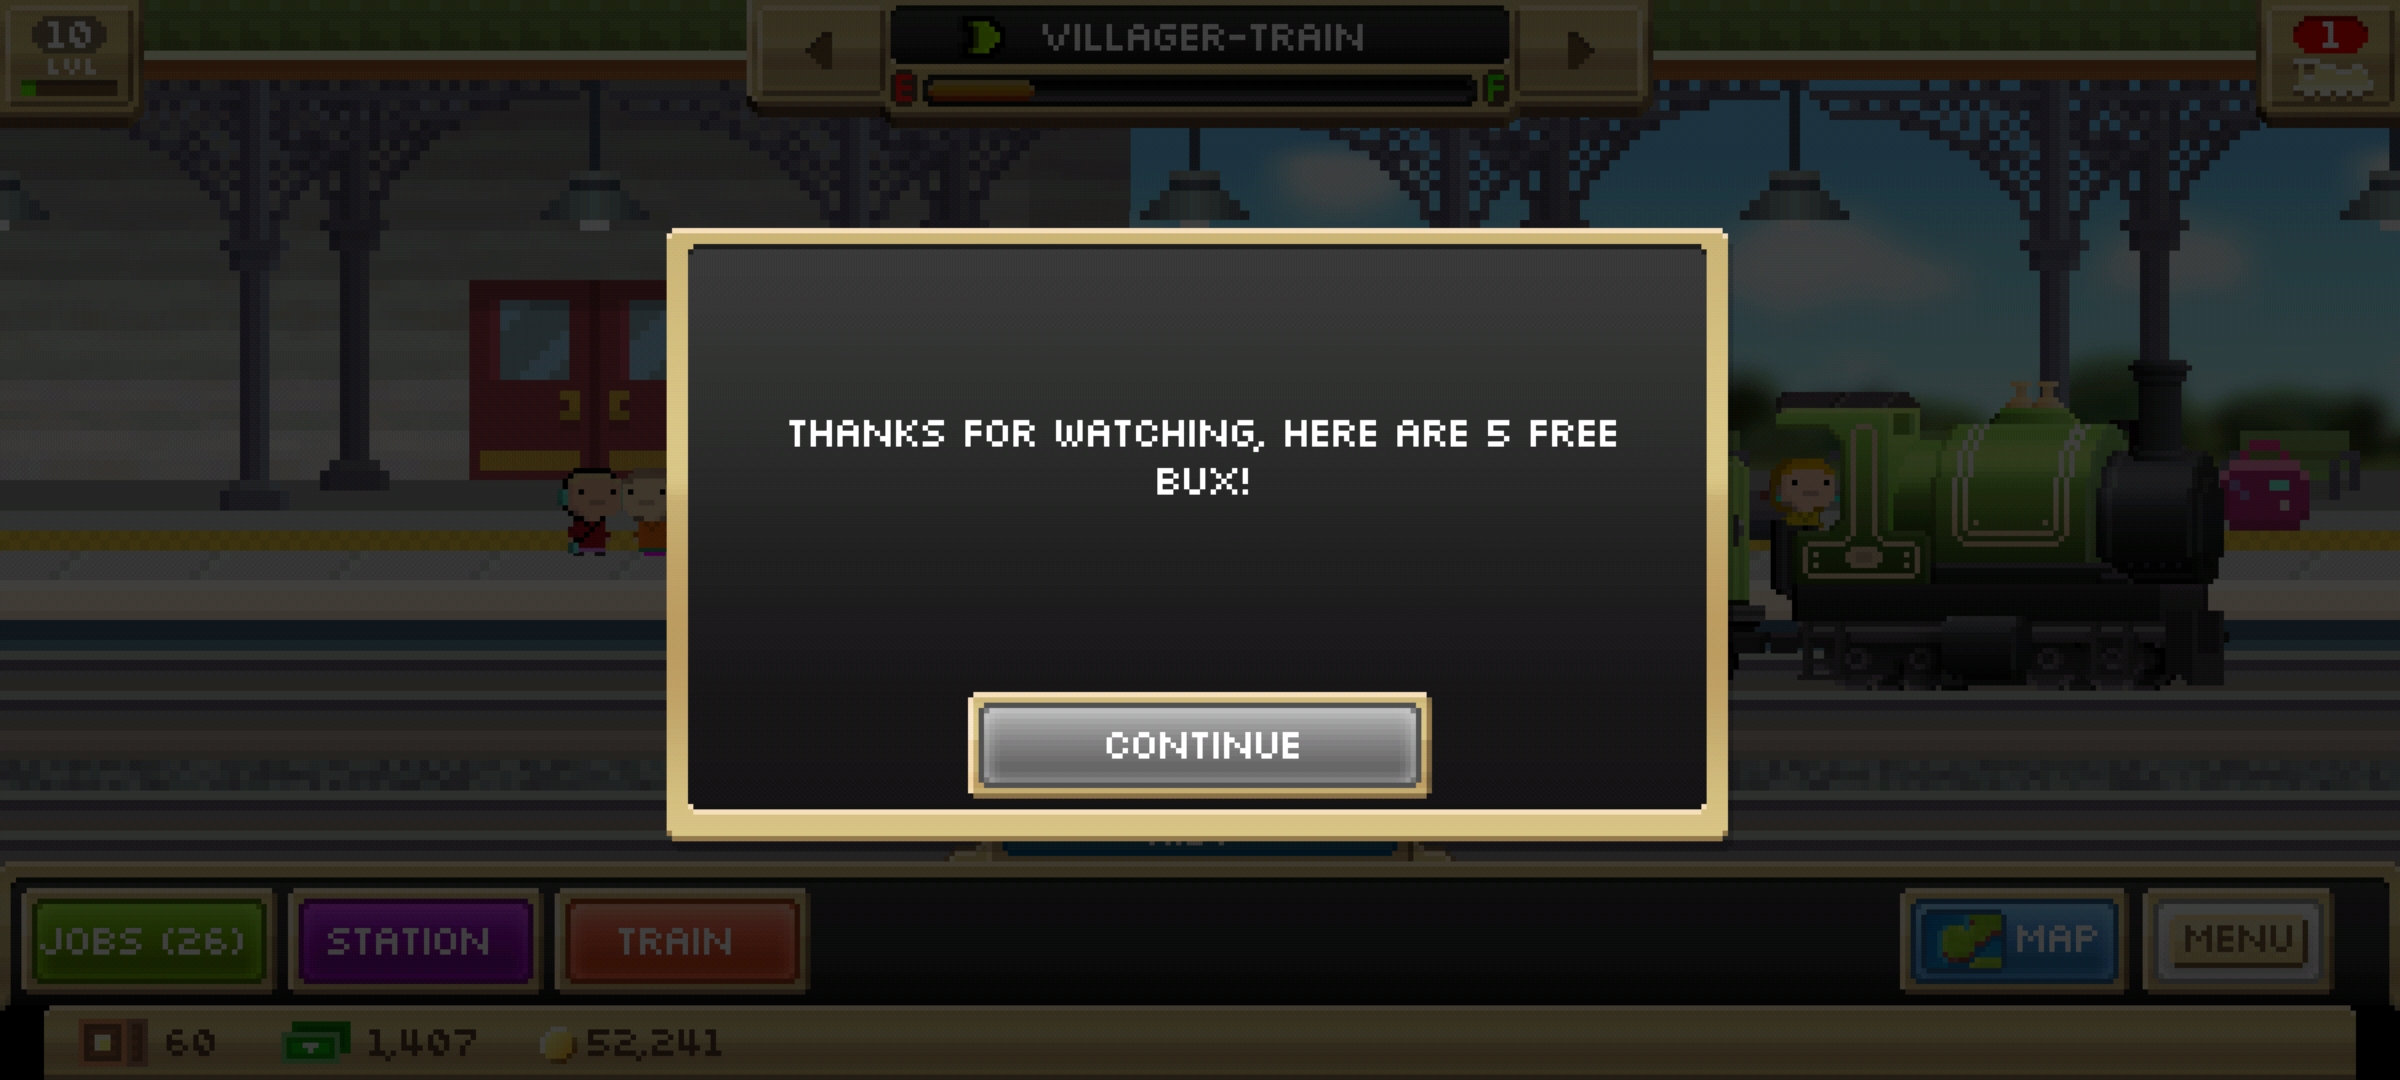 10
LVL
VILLAGER-TRAIN
E
F
1
THANKS FOR WATCHING, HERE ARE 5 FREE
BUX!
CONTINUE
JOBS (26)
STATION
TRAIN
MAP
MENU
60
1,407
52,241